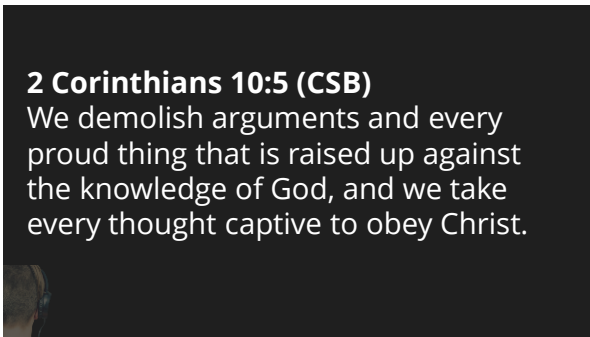 2 Corinthians 10:5 (CSB)
We demolish arguments and every
proud thing that is raised up against
the knowledge of God, and we take
every thought captive to obey Christ.